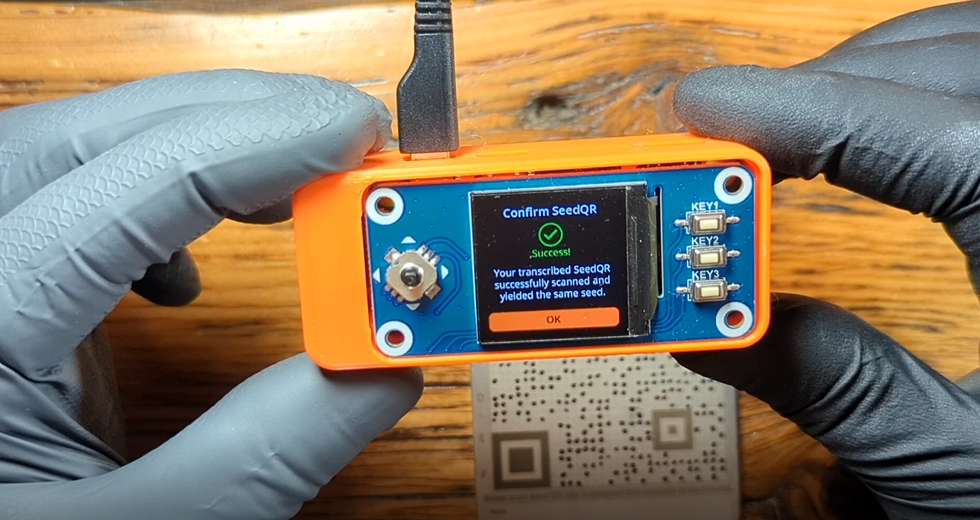 Confirm SeedQR
Success!
Your transcribed SeedQR
successfully scanned and
yielded the same seed.
OK
KEY1
KEY2
KEY3